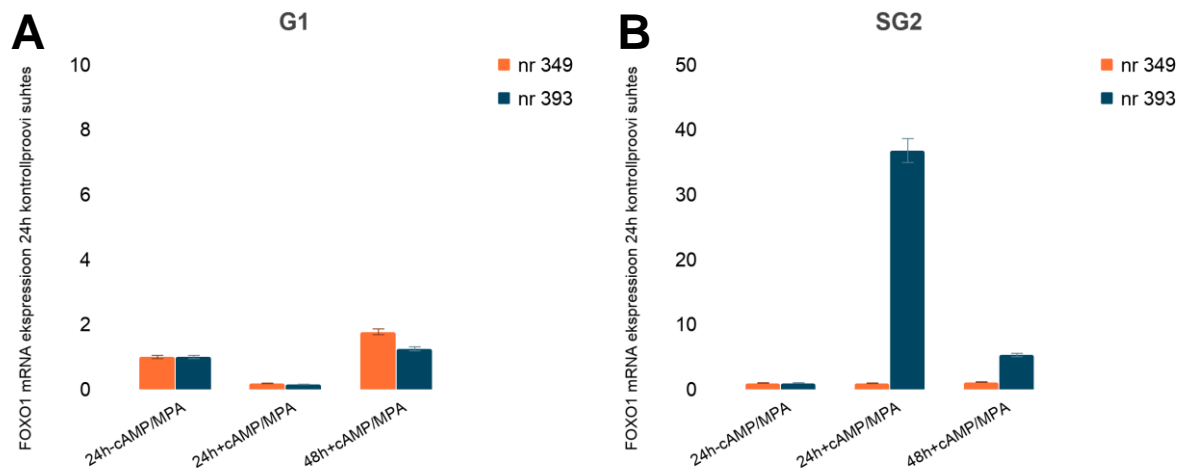 A
G1
FOXO1 mRNA ekspressioon 24h kontrollproovi suhtes
10
8
6
4
2
0
nr 349
nr 393
24h-cAMP/MPA
24h+cAMP/MPA
48h+cAMP/MPA
B
SG2
FOXO1 mRNA ekspressioon 24h kontrollproovi suhtes
50
40
30
20
10
0
nr 349
nr 393
24h-cAMP/MPA
24h+cAMP/MPA
48h+cAMP/MPA